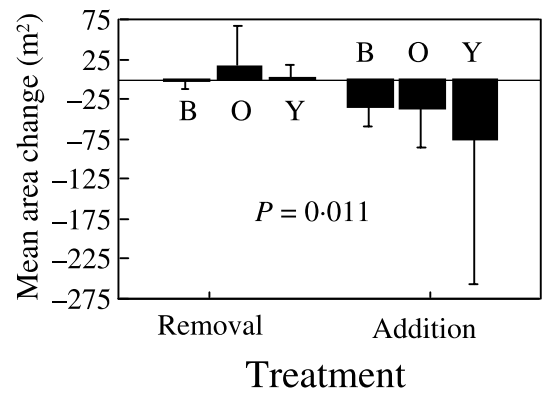 Mean area change (m²)
75
25
−25
−75
−125
−175
−225
−275
B O Y
B O Y
P = 0·011
Removal
Addition
Treatment